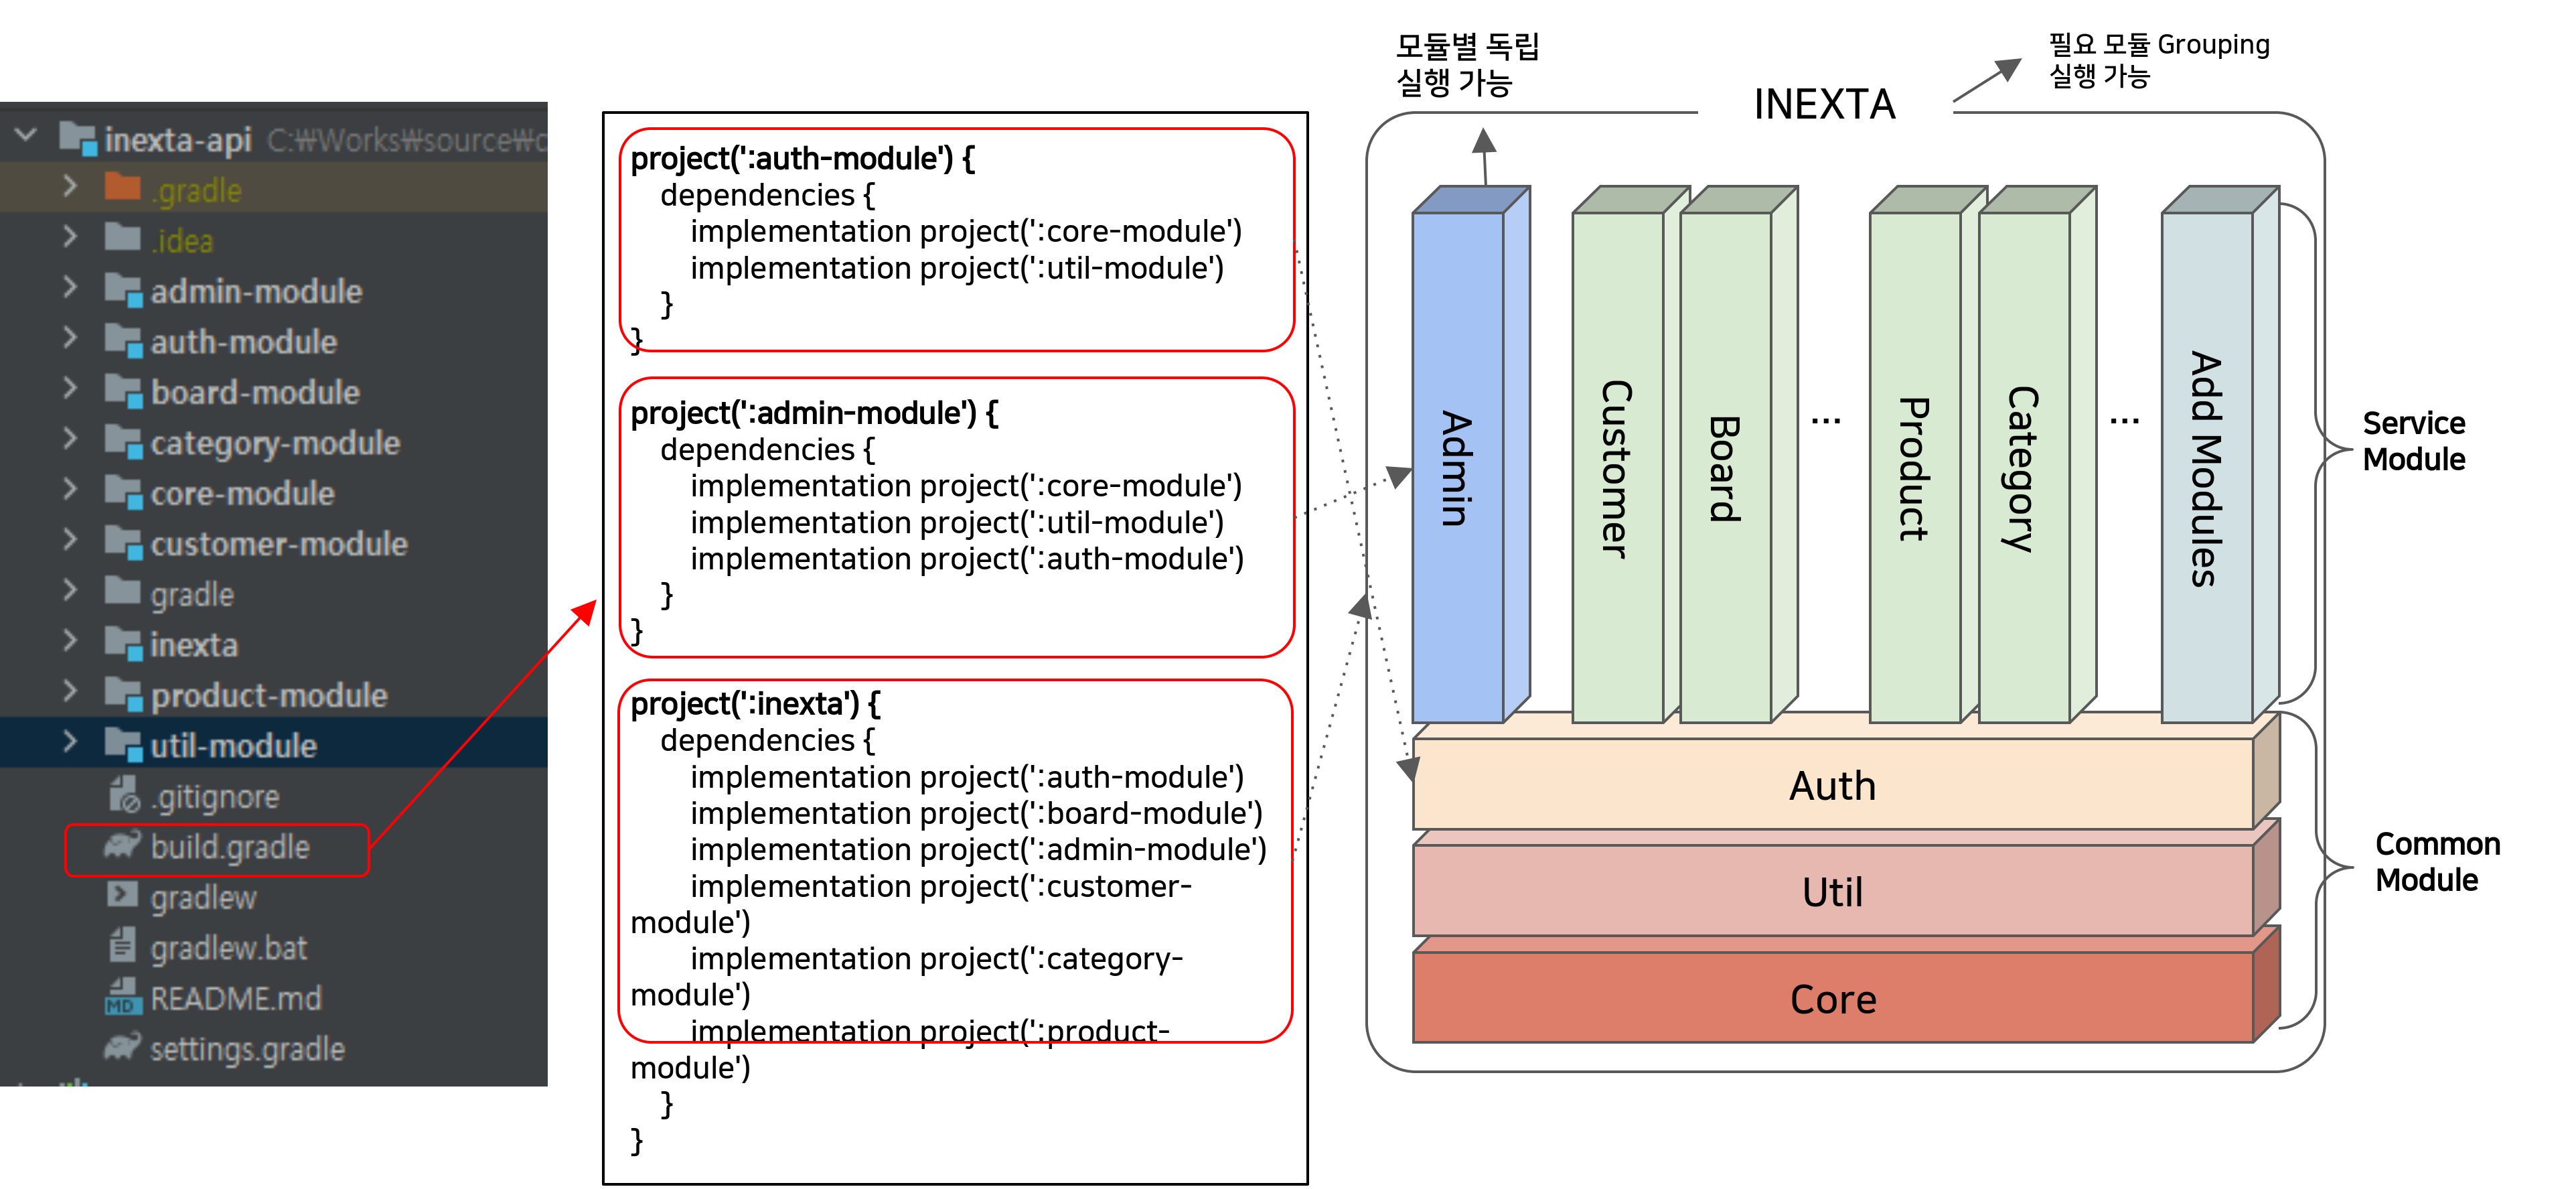 inexta-api C:₩Works₩source₩c
.gradle
.idea
admin-module
auth-module
board-module
category-module
core-module
customer-module
gradle
inexta
product-module
util-module
.gitignore
build.gradle
gradlew
gradlew.bat
MD README.md
settings.gradle
project(':auth-module') {
dependencies {
implementation project(':core-module')
implementation project(':util-module')
}
}
project(':admin-module') {
dependencies {
implementation project(':core-module')
implementation project(':util-module')
implementation project(':auth-module')
}
}
project(':inexta') {
dependencies {
implementation project(':auth-module')
implementation project(':board-module')
implementation project(':admin-module')
implementation project(':customer-
module')
implementation project(':category-
module')
implementation project(':product-
module')
}
}
모듈별 독립
실행 가능
INEXTA
필요 모듈 Grouping
실행 가능
Admin
Customer
Board
...
Product
Category
...
Add Modules
Service
Module
Auth
Util
Core
Common
Module